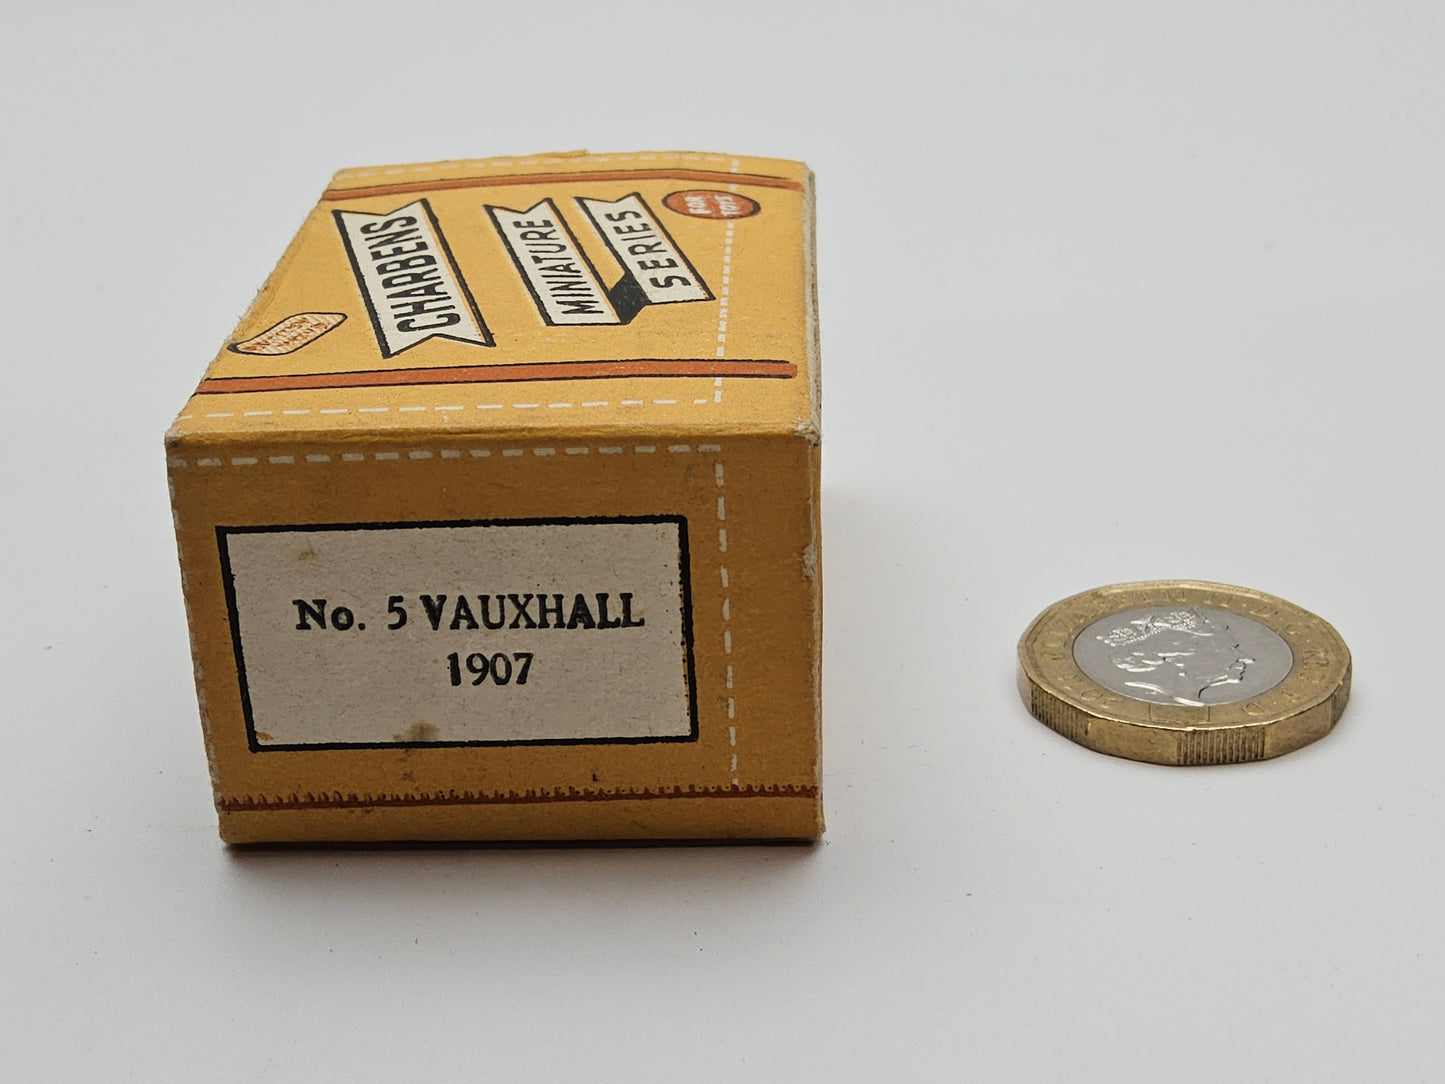 CHARBENS
MINIATURE
SERIES
No. 5 VAUXHALL
1907